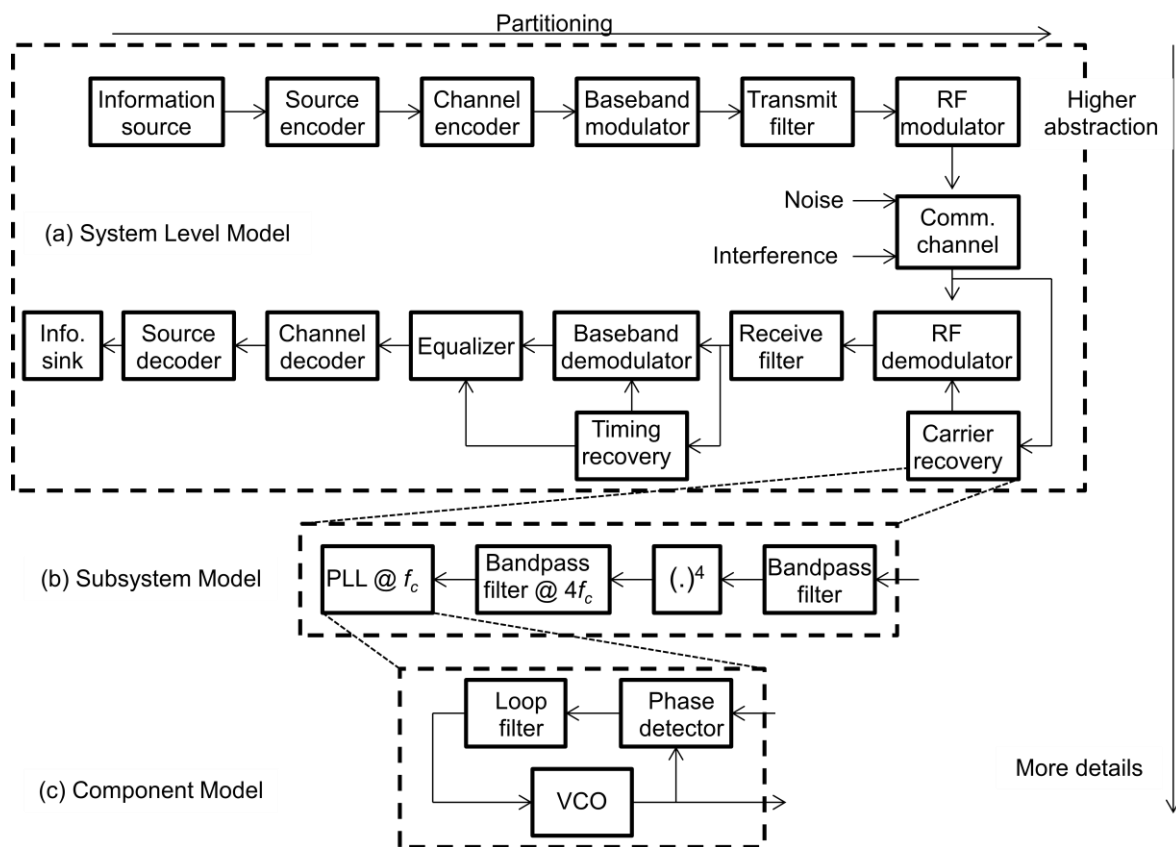 Partitioning
Higher
abstraction
Information
source
Source
encoder
Channel
encoder
Baseband
modulator
Transmit
filter
RF
modulator
Noise
Interference
Comm.
channel
(a) System Level Model
Info.
sink
Source
decoder
Channel
decoder
Equalizer
Baseband
demodulator
Receive
filter
RF
demodulator
Timing
recovery
Carrier
recovery
(b) Subsystem Model
PLL @ fc
Bandpass
filter @ 4fc
(.)⁴
Bandpass
filter
Loop
filter
Phase
detector
(c) Component Model
VCO
More details